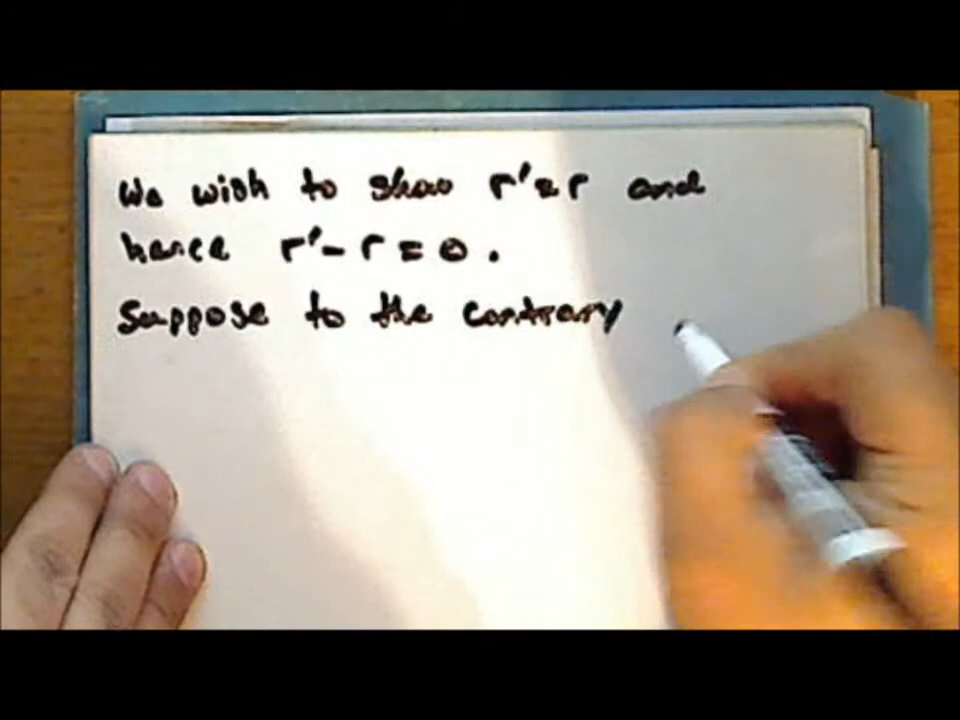 We wish to show r' = r and
hence r' - r = 0.
Suppose to the contrary